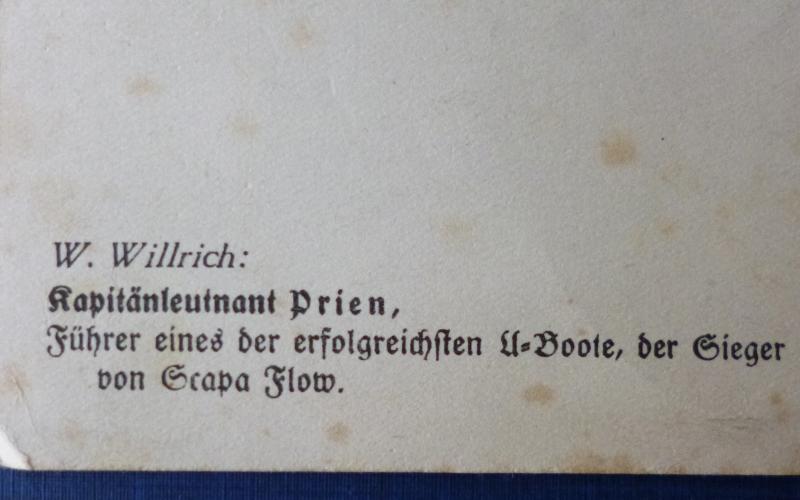 W. Willrich:
Kapitänleutnant Prien,
Führer eines der erfolgreichsten U-Boote, der Sieger
von Scapa Flow.